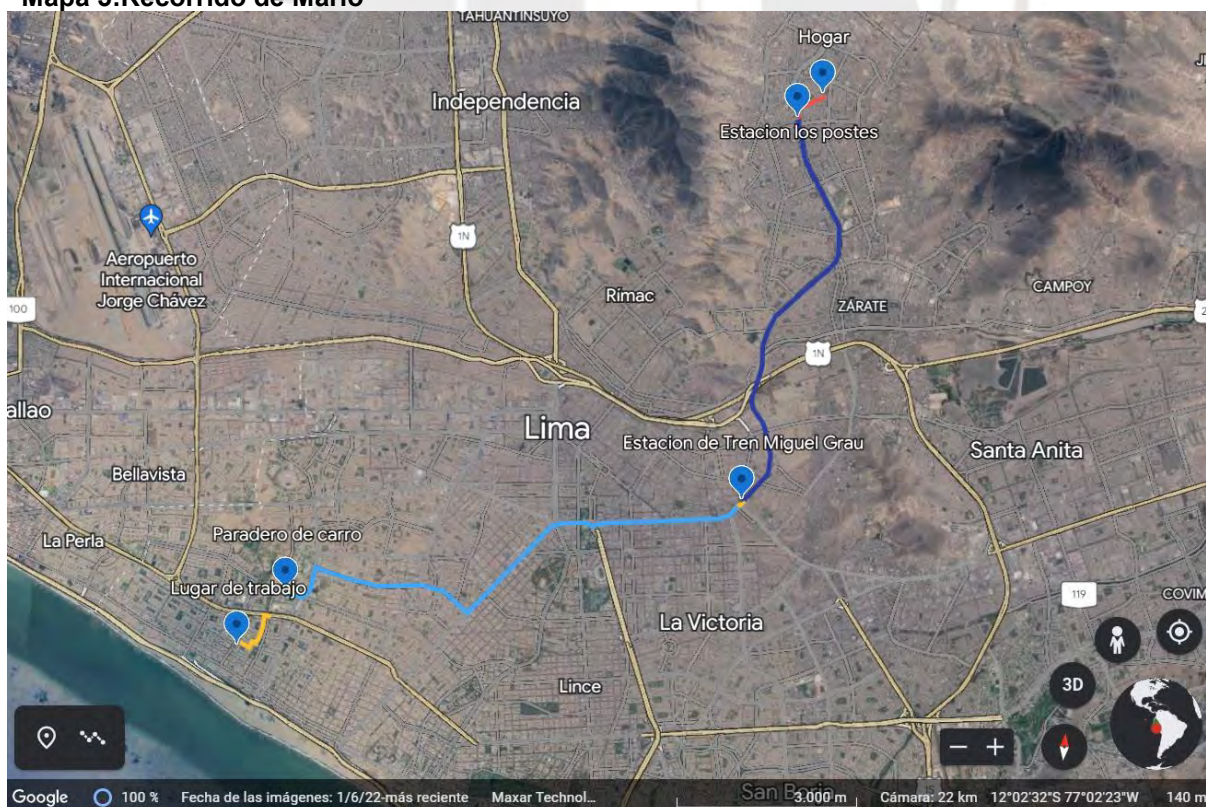 Mapa 5:Recorrido de Mario
TAHUANTINSUYO
Hogar
Independencia
Estacion los postes
1N
Aeropuerto
Internacional
Jorge Chávez
100
Rímac
CAMPOY
ZÁRATE
1N
allao
Lima
Estacion de Tren Miguel Grau
Santa Anita
Bellavista
La Perla
Paradero de carro
Lugar de trabajo
119
COVIM
La Victoria
Lince
3D
San Borja
Google
100 %
Fecha de las imágenes: 1/6/22-más reciente
Maxar Technol...
3.000 m
Cámara: 22 km
12°02'32"S 77°02'23"W
140 m